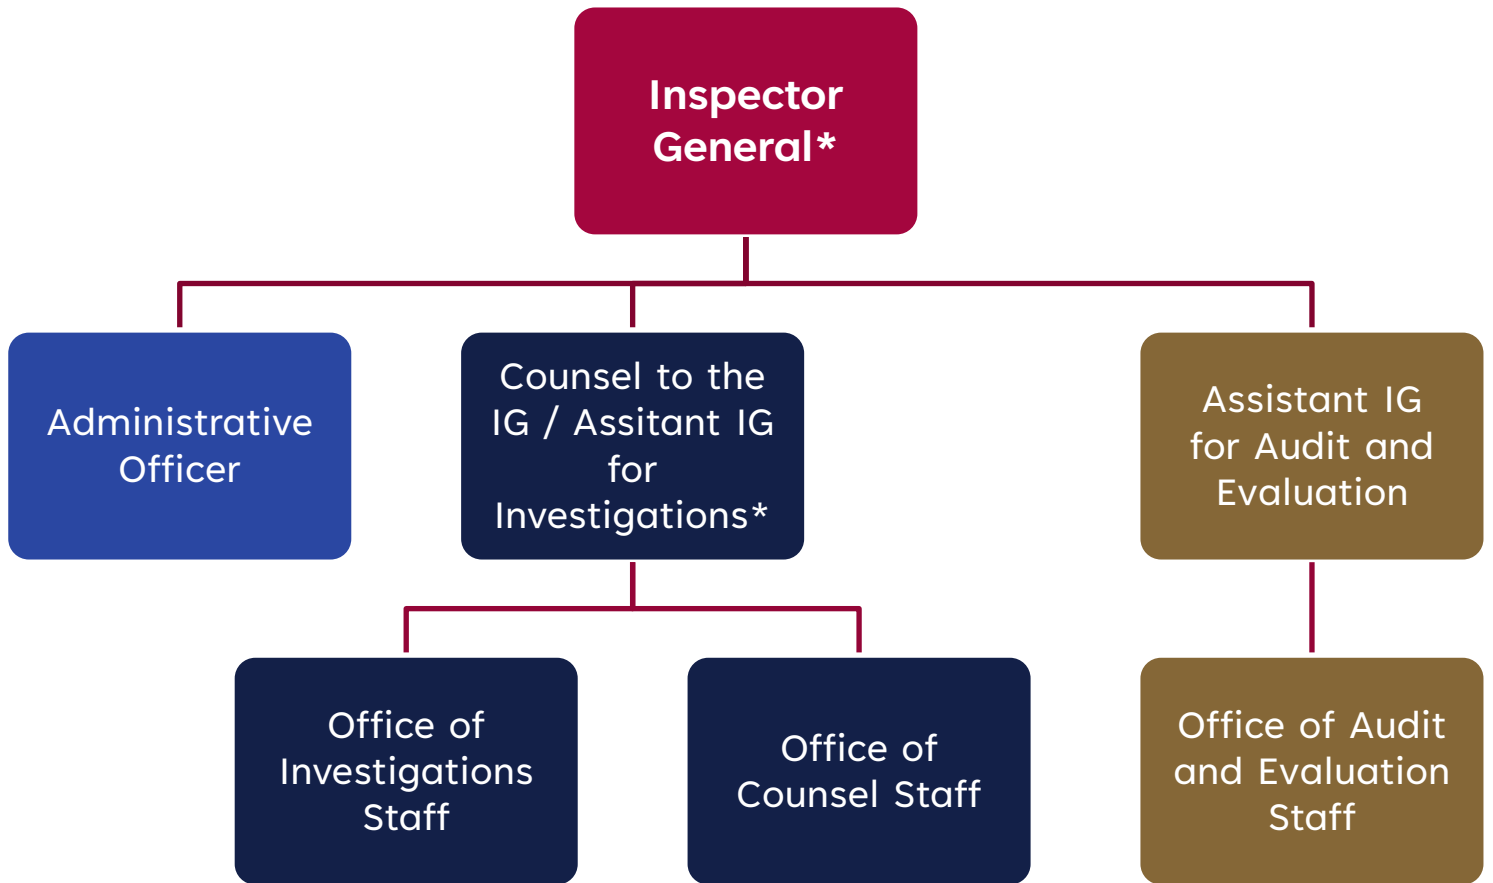 Inspector
General*
Administrative
Officer
Counsel to the
IG / Assitant IG
for
Investigations*
Assistant IG
for Audit and
Evaluation
Office of
Investigations
Staff
Office of
Counsel Staff
Office of Audit
and Evaluation
Staff